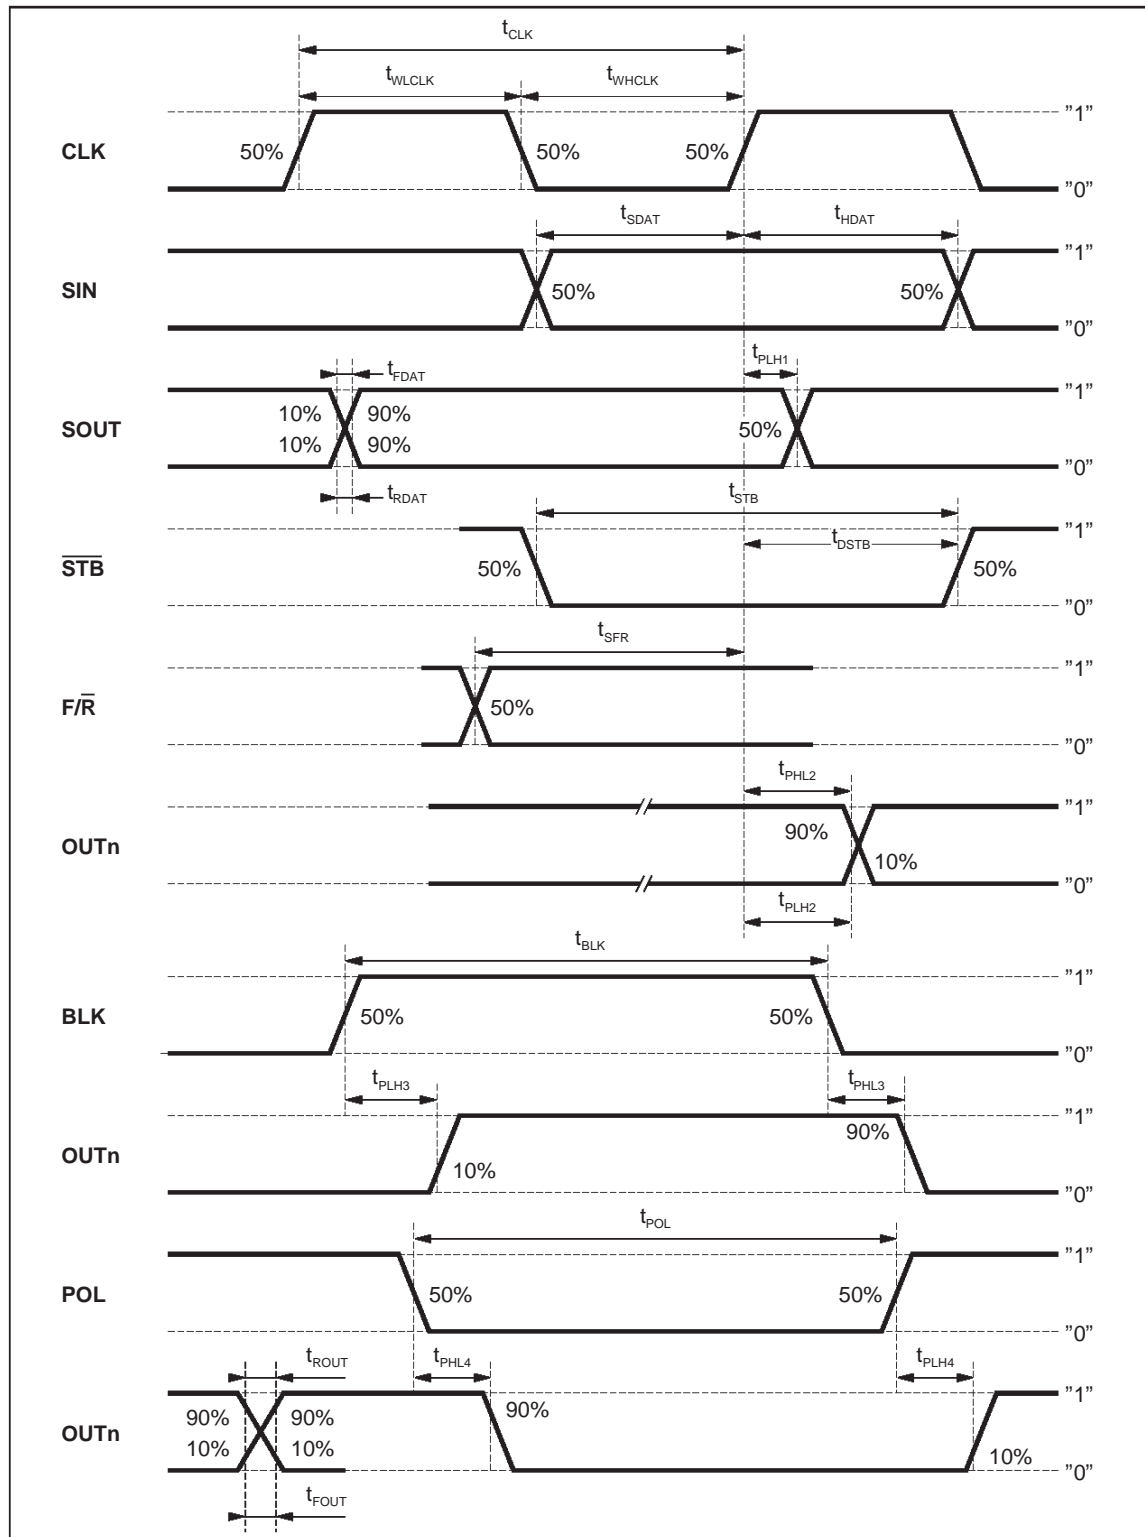 tCLK
tWLCLK tWHCLK
"1"
CLK 50% 50% 50%
"0"
tSDAT tHDAT
"1"
SIN 50% 50%
"0"
tFDAT tPLH1
"1"
10% 90%
SOUT 50%
10% 90%
"0"
tRDAT tSTB
"1"
tDSTB
STB 50% 50%
"0"
tSFR
"1"
F/R 50%
"0"
tPHL2
"1"
90%
OUTn 10%
"0"
tPLH2
tBLK
"1"
BLK 50% 50%
"0"
tPLH3 tPHL3
"1"
90%
OUTn 10%
"0"
tPOL
"1"
POL 50% 50%
"0"
tROUT tPHL4 tPLH4
"1"
90% 90% 90%
OUTn 10% 10% 10%
"0"
tFOUT